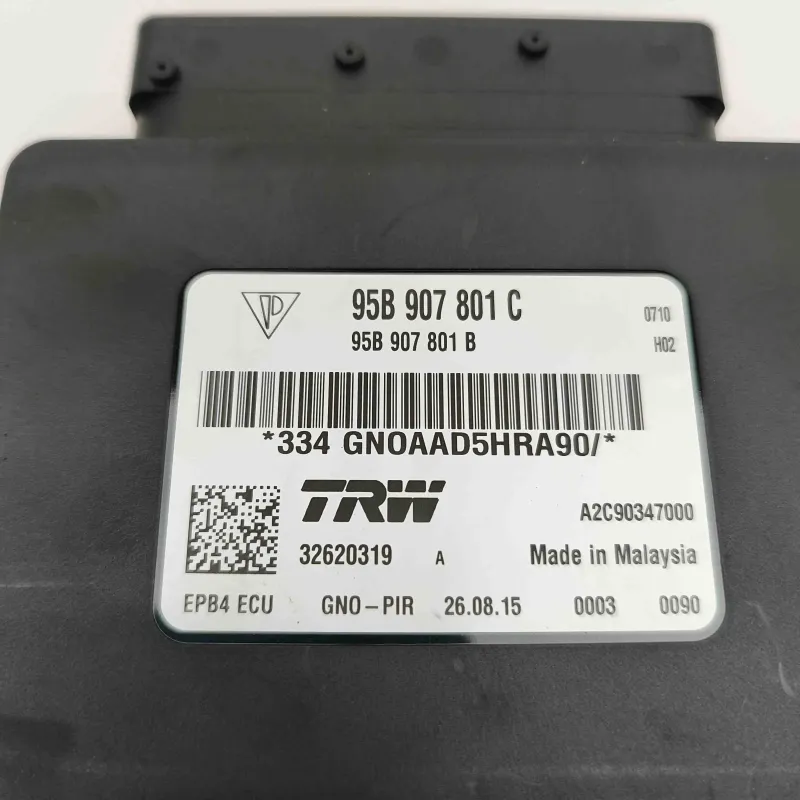 95B 907 801 C 0710
95B 907 801 B H02
*334 GNOAAD5HRA90/*
TRW A2C90347000
32620319 A Made in Malaysia
EPB4 ECU GNO-PIR 26.08.15 0003 0090